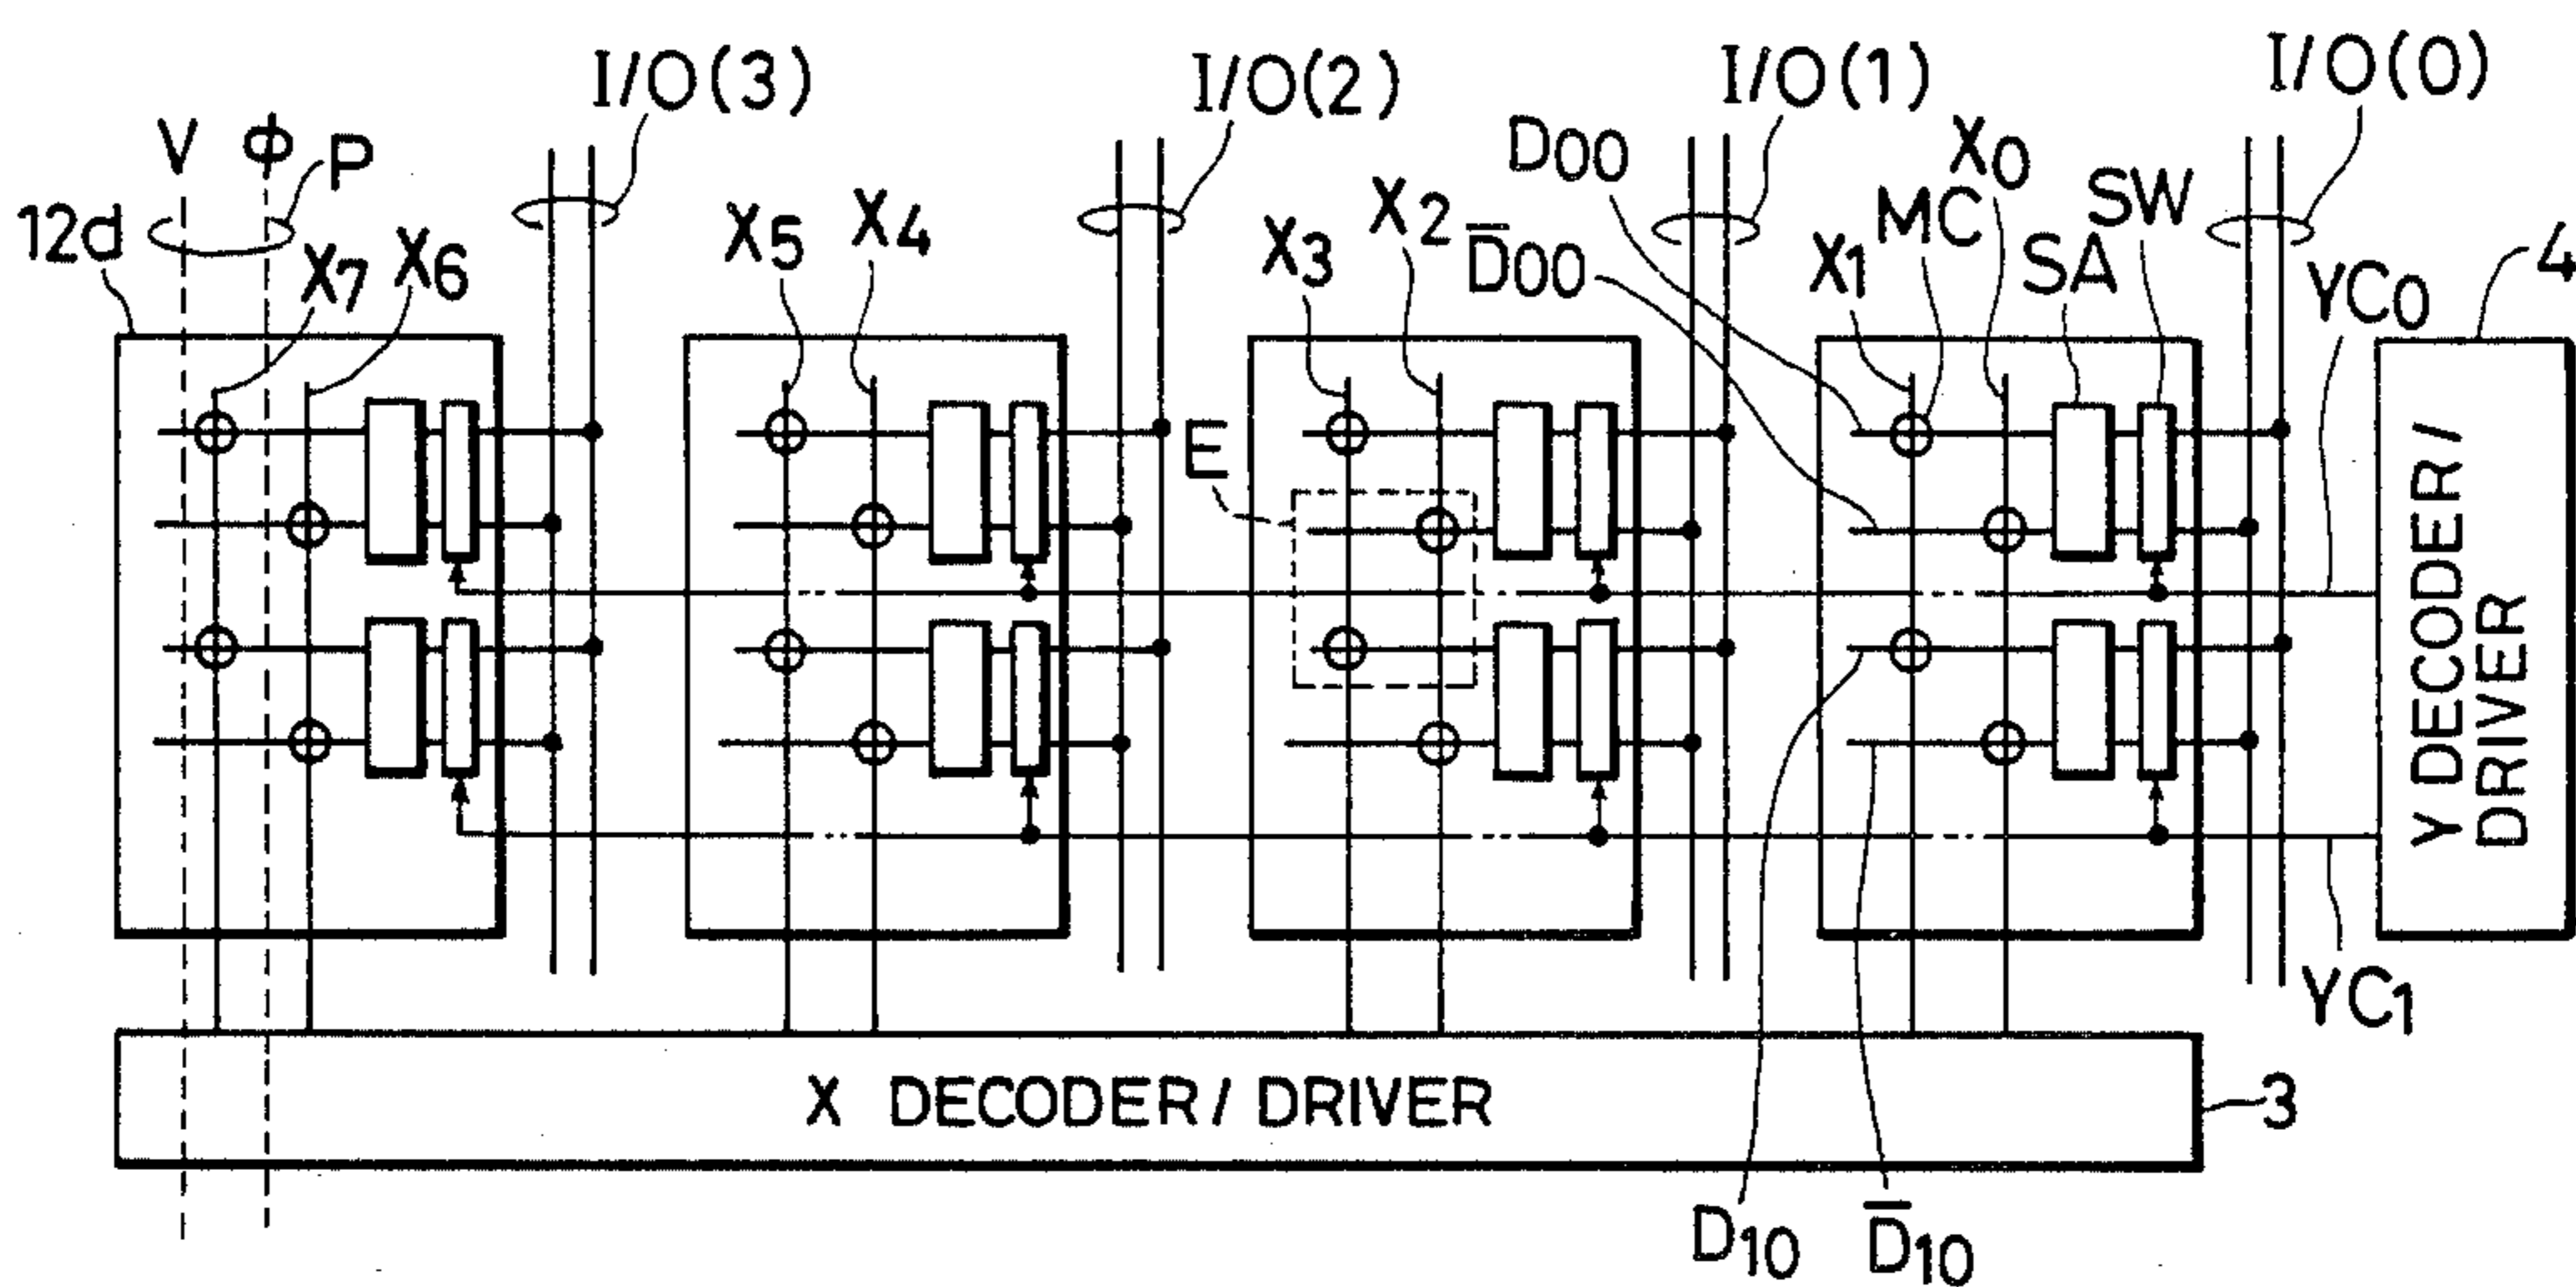 I/O(3)
I/O(2)
I/O(1)
I/O(0)
V
Φ
P
12d
X7
X6
X5
X4
X3
X2
D00
D̅00
X1
MC
X0
SA
SW
4
YC0
E
Y DECODER/
DRIVER
YC1
X DECODER/ DRIVER
3
D10
D̅10